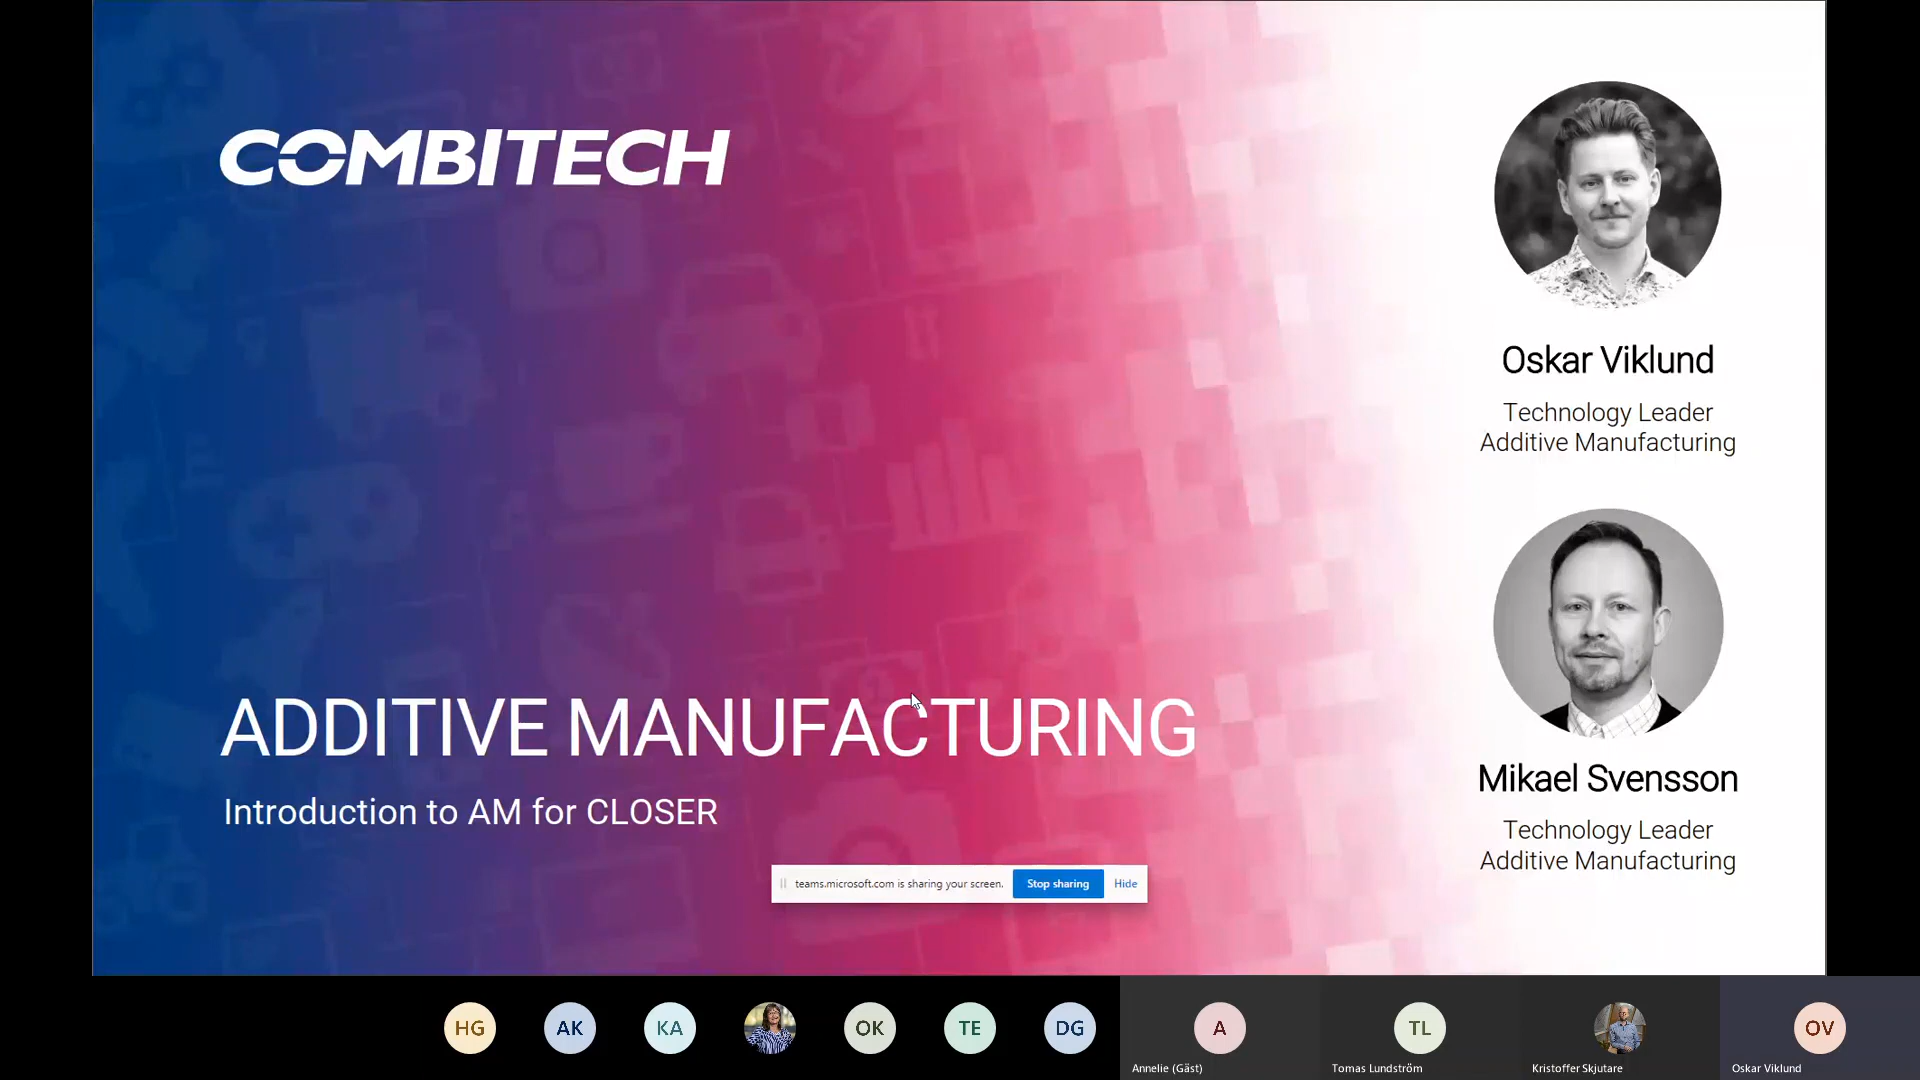 COMBITECH
ADDITIVE MANUFACTURING
Introduction to AM for CLOSER
Oskar Viklund
Technology Leader
Additive Manufacturing
Mikael Svensson
Technology Leader
Additive Manufacturing
teams.microsoft.com is sharing your screen.
Stop sharing
Hide
HG
AK
KA
OK
TE
DG
A
Annelie (Gäst)
TL
Tomas Lundström
Kristoffer Skjutare
OV
Oskar Viklund